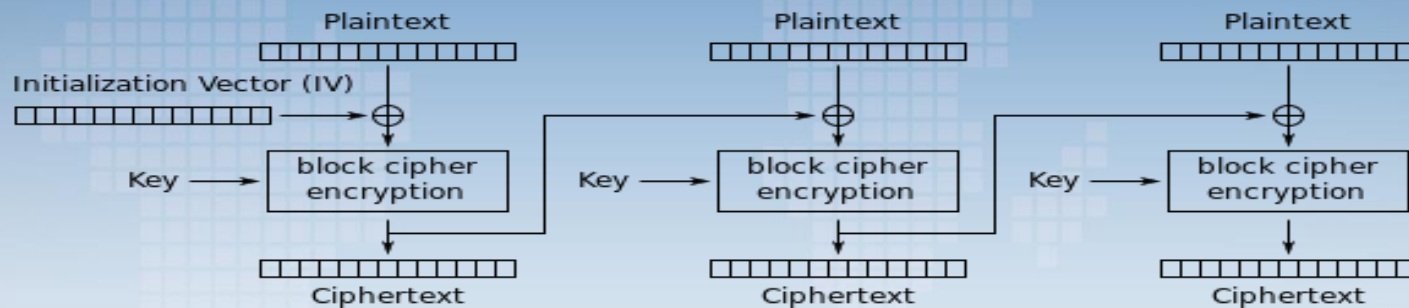 Plaintext
Plaintext
Plaintext
Initialization Vector (IV)
Key
block cipher
encryption
Key
block cipher
encryption
Key
block cipher
encryption
Ciphertext
Ciphertext
Ciphertext